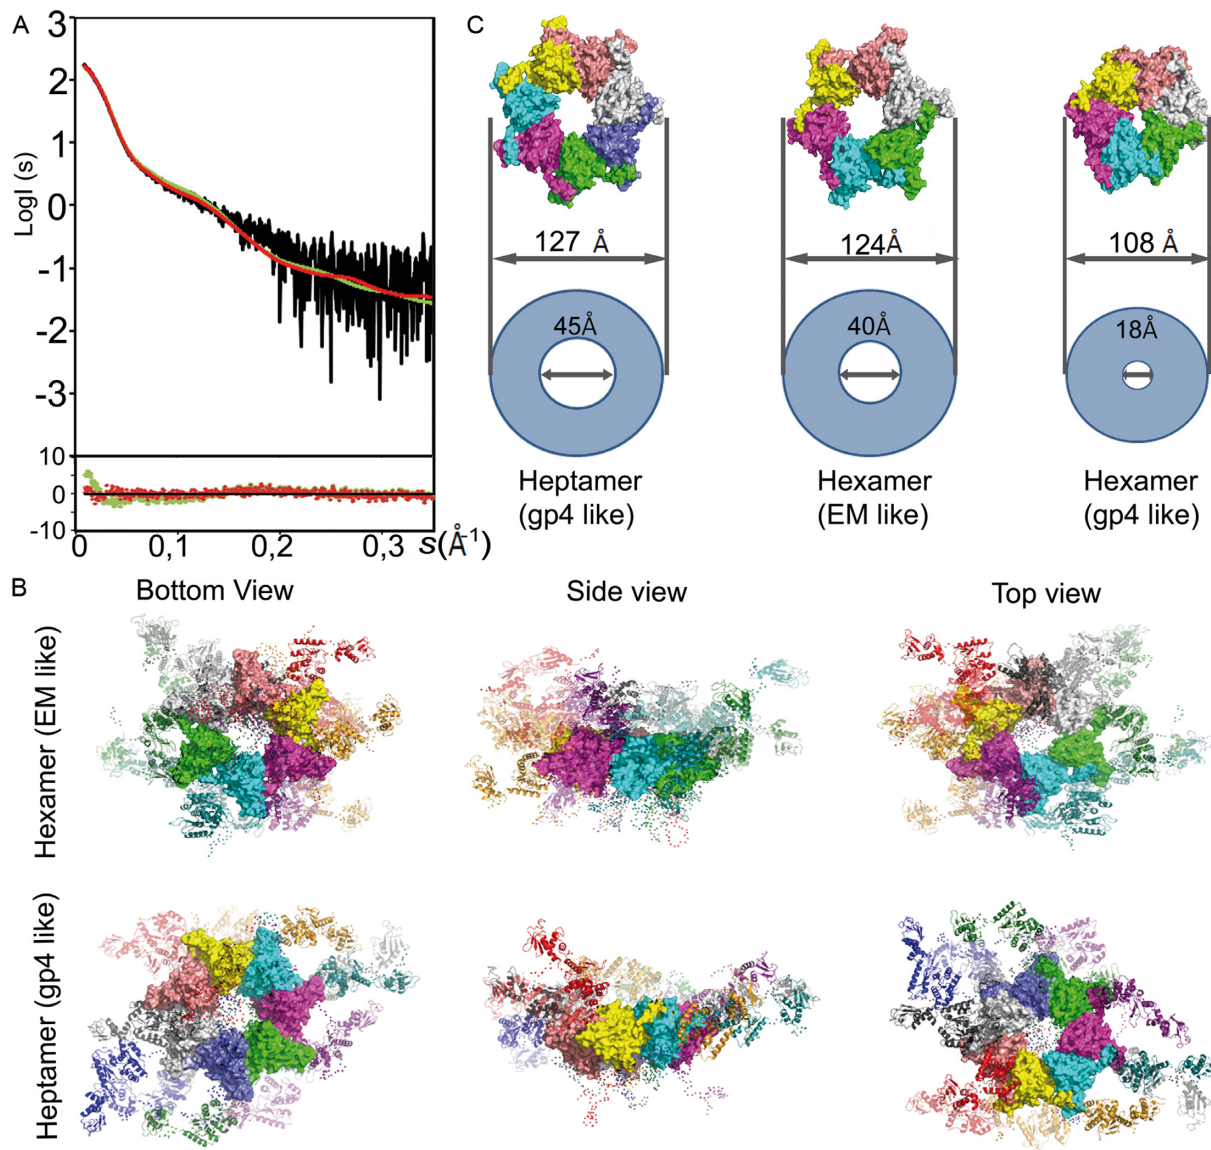 A
3
2
1
0
-1
-2
-3
LogI (s)
10
0
-10
0 0,1 0,2 0,3 s(Å⁻¹)
C
127 Å
124Å
108 Å
45Å
40Å
18Å
Heptamer
(gp4 like)
Hexamer
(EM like)
Hexamer
(gp4 like)
B
Bottom View
Side view
Top view
Hexamer (EM like)
Heptamer (gp4 like)